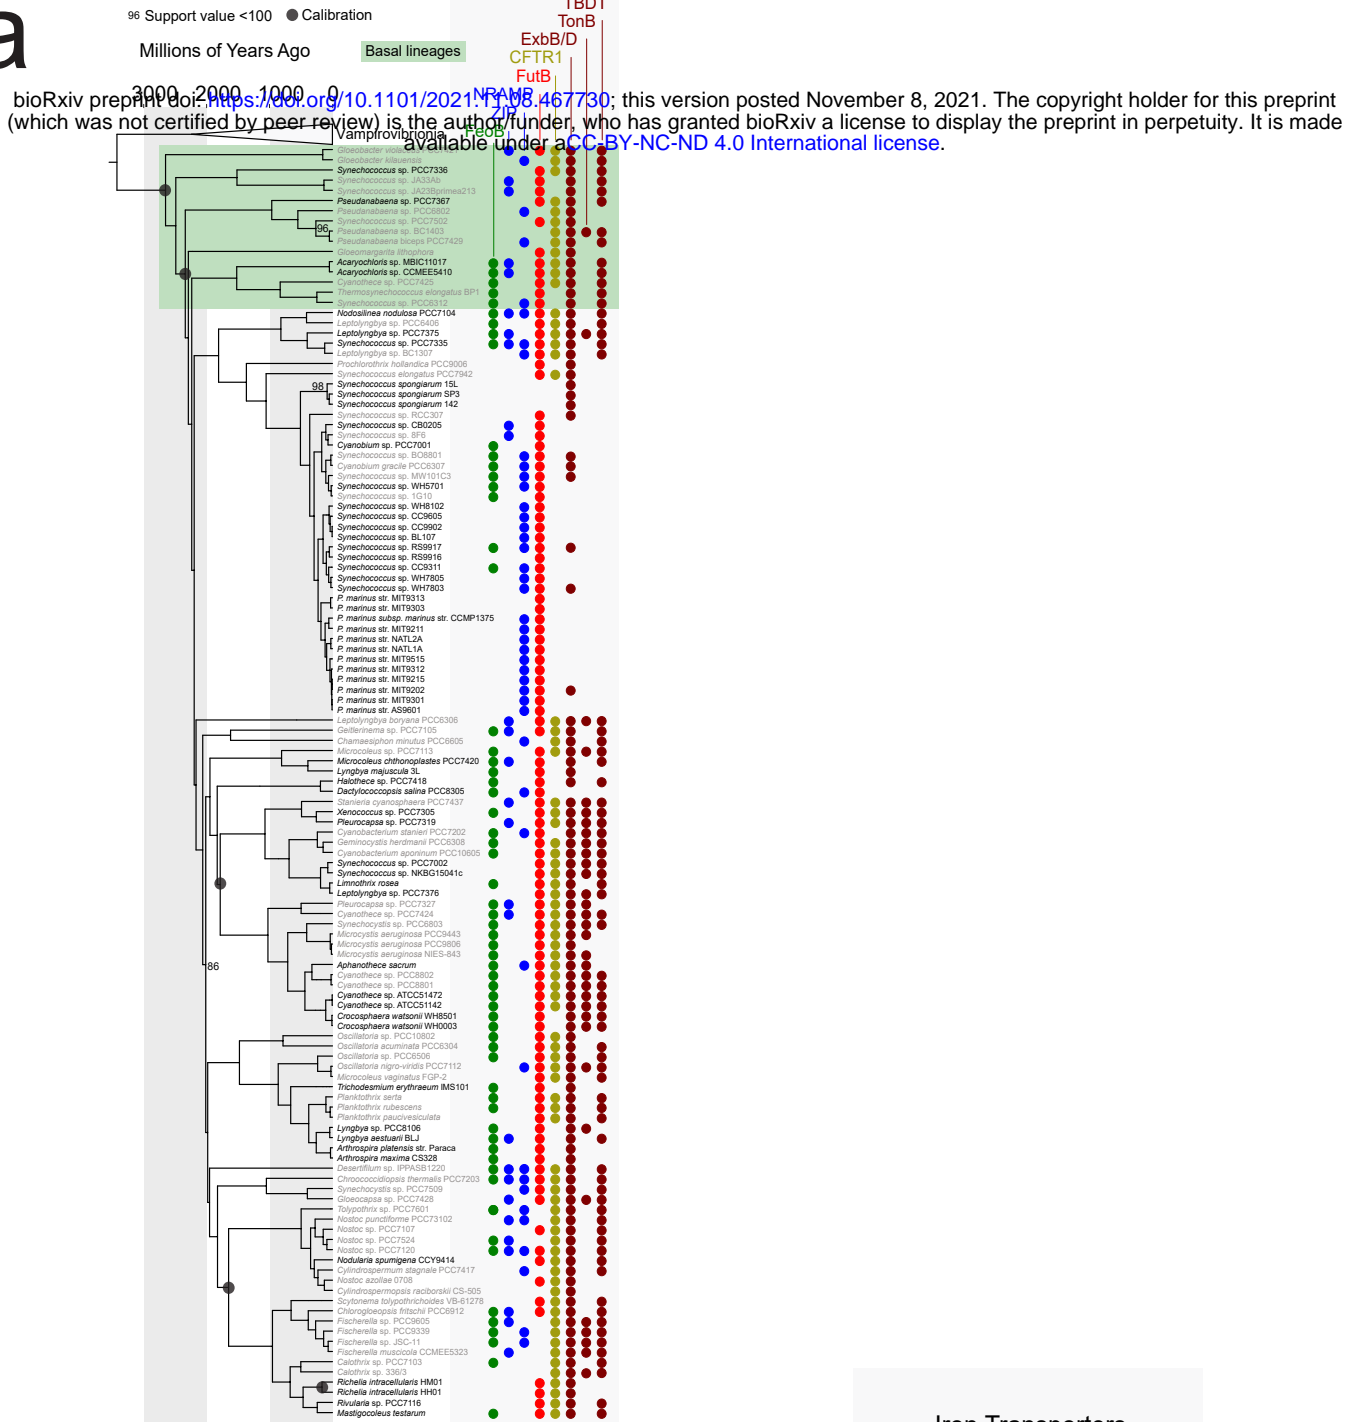 a
TBDT
96 Support value <100 Calibration
TonB
ExbB/D
Millions of Years Ago
Basal lineages
CFTR1
FutB
3000 2000 1000 0
NRAMP
bioRxiv preprint doi: https://doi.org/10.1101/2021.11.08.467730; this version posted November 8, 2021. The copyright holder for this preprint
ZIP
(which was not certified by peer review) is the author/funder, who has granted bioRxiv a license to display the preprint in perpetuity. It is made
Vamprovibrionia
FeoB
available under aCC-BY-NC-ND 4.0 International license.
Gloeobacter violaceus PCC7421
Gloeobacter kilauensis
Synechococcus sp. PCC7336
Synechococcus sp. JA33Ab
Synechococcus sp. JA23Bprimea213
Pseudanabaena sp. PCC7367
Pseudanabaena sp. PCC6802
Synechococcus sp. PCC7502
96
Pseudanabaena sp. BC1403
Pseudanabaena biceps PCC7429
Gloeomargarita lithophora
Acaryochloris sp. MBIC11017
Acaryochloris sp. CCMEE5410
Cyanothece sp. PCC7425
Thermosynechococcus elongatus BP1
Synechococcus sp. PCC6312
Nodosilinea nodulosa PCC7104
Leptolyngbya sp. PCC6406
Leptolyngbya sp. PCC7375
Synechococcus sp. PCC7335
Leptolyngbya sp. BC1307
Prochlorothrix hollandica PCC9006
Synechococcus elongatus PCC7942
98
Synechococcus spongiarum 15L
Synechococcus spongiarum SP3
Synechococcus spongiarum 142
Synechococcus sp. RCC307
Synechococcus sp. CB0205
Synechococcus sp. 8F6
Cyanobium sp. PCC7001
Synechococcus sp. BO8801
Cyanobium gracile PCC6307
Synechococcus sp. MW101C3
Synechococcus sp. WH5701
Synechococcus sp. 1G10
Synechococcus sp. WH8102
Synechococcus sp. CC9605
Synechococcus sp. CC9902
Synechococcus sp. BL107
Synechococcus sp. RS9917
Synechococcus sp. RS9916
Synechococcus sp. CC9311
Synechococcus sp. WH7805
Synechococcus sp. WH7803
P. marinus str. MIT9313
P. marinus str. MIT9303
P. marinus subsp. marinus str. CCMP1375
P. marinus str. MIT9211
P. marinus str. NATL2A
P. marinus str. NATL1A
P. marinus str. MIT9515
P. marinus str. MIT9312
P. marinus str. MIT9215
P. marinus str. MIT9202
P. marinus str. MIT9301
P. marinus str. AS9601
Leptolyngbya boryana PCC6306
Geitlerinema sp. PCC7105
Chamaesiphon minutus PCC6605
Microcoleus sp. PCC7113
Microcoleus chthonoplastes PCC7420
Lyngbya majuscula 3L
Halothece sp. PCC7418
Dactylococcopsis salina PCC8305
Stanieria cyanosphaera PCC7437
Xenococcus sp. PCC7305
Pleurocapsa sp. PCC7319
Cyanobacterium stanieri PCC7202
Geminocystis herdmanii PCC6308
Cyanobacterium aponinum PCC10605
Synechococcus sp. PCC7002
Synechococcus sp. NKBG15041c
Limnothrix rosea
Leptolyngbya sp. PCC7376
Pleurocapsa sp. PCC7327
Cyanothece sp. PCC7424
Synechocystis sp. PCC6803
Microcystis aeruginosa PCC9443
Microcystis aeruginosa PCC9806
Microcystis aeruginosa NIES-843
86
Aphanothece sacrum
Cyanothece sp. PCC8802
Cyanothece sp. PCC8801
Cyanothece sp. ATCC51472
Cyanothece sp. ATCC51142
Crocosphaera watsonii WH8501
Crocosphaera watsonii WH0003
Oscillatoria sp. PCC10802
Oscillatoria acuminata PCC6304
Oscillatoria sp. PCC6506
Oscillatoria nigro-viridis PCC7112
Microcoleus vaginatus FGP-2
Trichodesmium erythraeum IMS101
Planktothrix serta
Planktothrix rubescens
Planktothrix paucivesiculata
Lyngbya sp. PCC8106
Lyngbya aestuarii BLJ
Arthrospira platensis str. Paraca
Arthrospira maxima CS328
Desertifilum sp. IPPASB1220
Chroococcidiopsis thermalis PCC7203
Synechocystis sp. PCC7509
Gloeocapsa sp. PCC7428
Tolypothrix sp. PCC7601
Nostoc punctiforme PCC73102
Nostoc sp. PCC7107
Nostoc sp. PCC7524
Nostoc sp. PCC7120
Nodularia spumigena CCY9414
Cylindrospermum stagnale PCC7417
Nostoc azollae 0708
Cylindrospermopsis raciborskii CS-505
Scytonema tolypothrichoides VB-61278
Chlorogloeopsis fritschii PCC6912
Fischerella sp. PCC9605
Fischerella sp. PCC9339
Fischerella sp. JSC-11
Fischerella muscicola CCMEE5323
Calothrix sp. PCC7103
Calothrix sp. 336/3
Richelia intracellularis HM01
Richelia intracellularis HH01
Rivularia sp. PCC7116
Mastigocoleus testarum
Iron Transporters